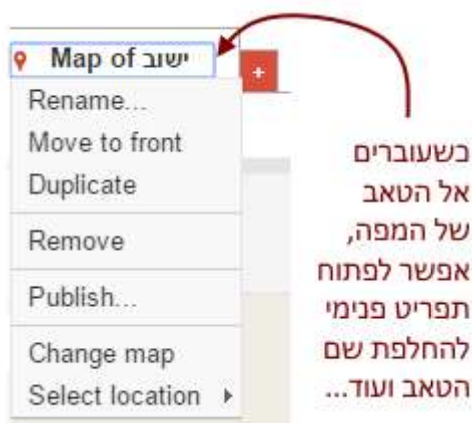 Map of ישוב
+
Rename...
Move to front
Duplicate
Remove
Publish...
Change map
Select location
כשעוברים
אל הטאב
של המפה,
אפשר לפתוח
תפריט פנימי
להחלפת שם
הטאב ועוד...